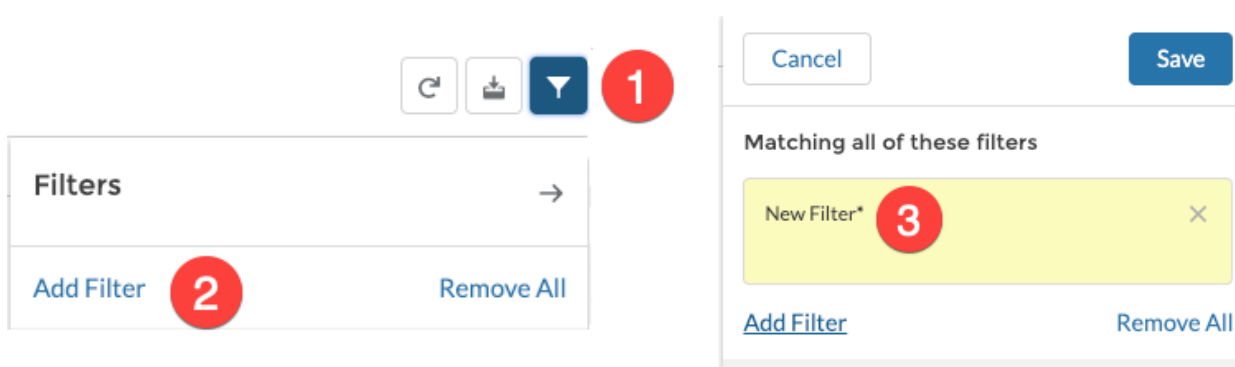 1
Filters
Add Filter
2
Remove All
Cancel
Save
Matching all of these filters
New Filter*
3
Add Filter
Remove All